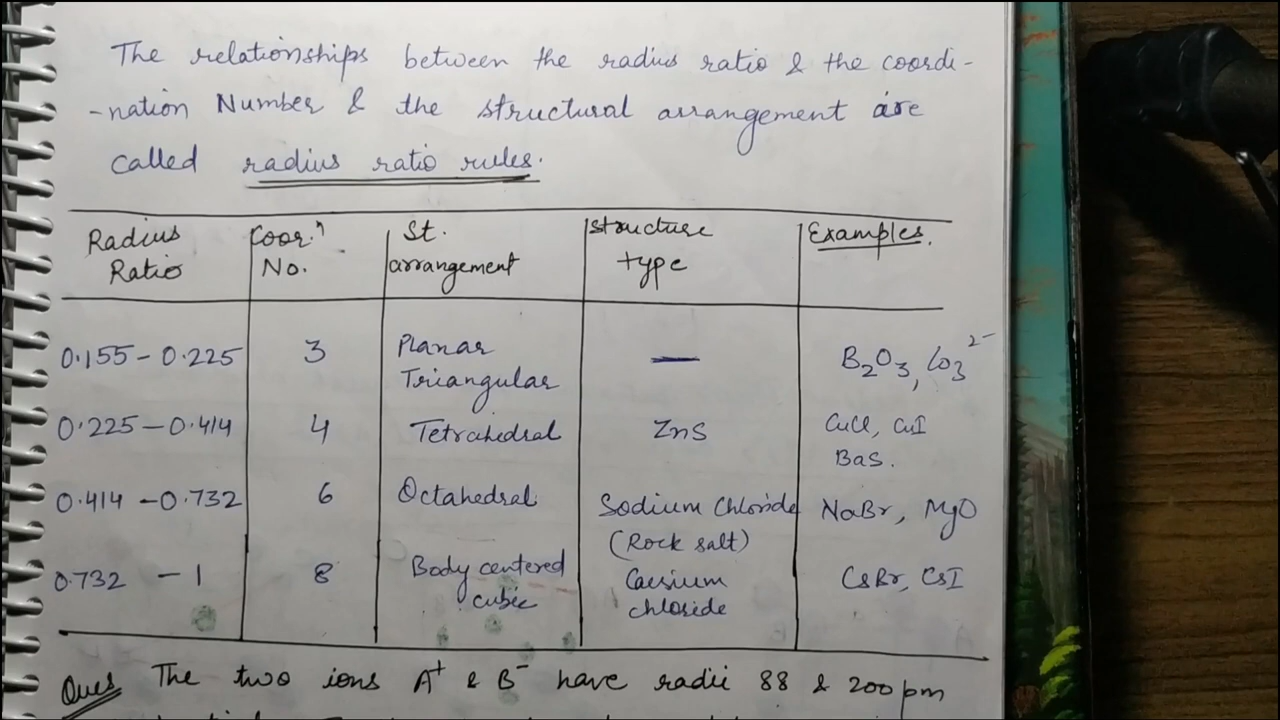 The relationships between the radius ratio & the coordi-
-nation Number & the structural arrangement are
called radius ratio rules.
Radius Ratio | Coor.ⁿ No. | St. arrangement | Structure type | Examples.
0.155 - 0.225 | 3 | Planar Triangular | — | B₂O₃, CO₃²⁻
0.225 - 0.414 | 4 | Tetrahedral | ZnS | CuCl, CuI BaS.
0.414 - 0.732 | 6 | Octahedral | Sodium Chloride (Rock salt) | NaBr, MgO
0.732 - 1 | 8 | Body centered cubic | Caesium chloride | CsBr, CsI
Ques The two ions A⁺ & B⁻ have radii 88 & 200 pm